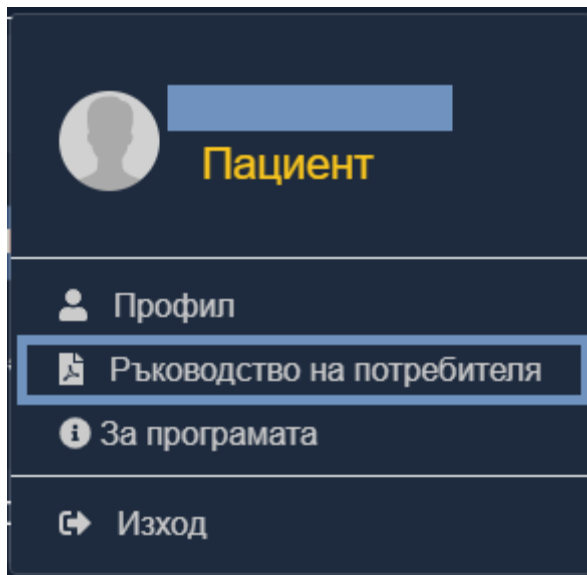 Пациент
Профил
Ръководство на потребителя
За програмата
Изход